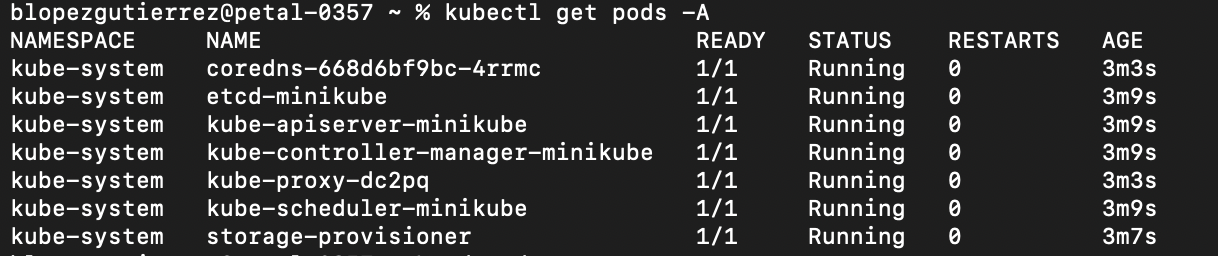 blopezgutierrez@petal-0357 ~ % kubectl get pods -A
NAMESPACE NAME READY STATUS RESTARTS AGE
kube-system coredns-668d6bf9bc-4rrmc 1/1 Running 0 3m3s
kube-system etcd-minikube 1/1 Running 0 3m9s
kube-system kube-apiserver-minikube 1/1 Running 0 3m9s
kube-system kube-controller-manager-minikube 1/1 Running 0 3m9s
kube-system kube-proxy-dc2pq 1/1 Running 0 3m3s
kube-system kube-scheduler-minikube 1/1 Running 0 3m9s
kube-system storage-provisioner 1/1 Running 0 3m7s